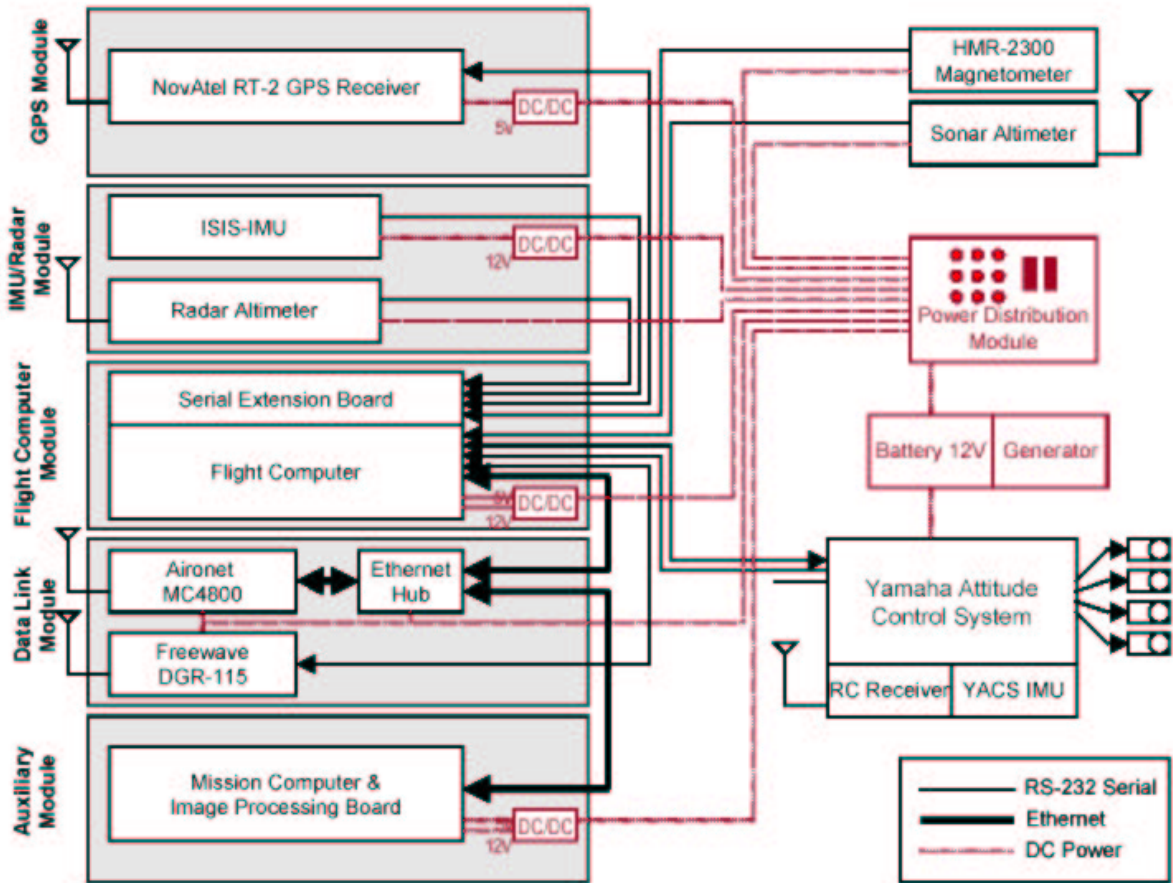 GPS Module
NovAtel RT-2 GPS Receiver
DC/DC
5V
HMR-2300
Magnetometer
Sonar Altimeter
IMU/Radar
Module
ISIS-IMU
DC/DC
12V
Radar Altimeter
Power Distribution
Module
Flight Computer
Module
Serial Extension Board
Flight Computer
5V
DC/DC
12V
Battery 12V
Generator
Data Link
Module
Aironet
MC4800
Ethernet
Hub
Freewave
DGR-115
Yamaha Attitude
Control System
RC Receiver
YACS IMU
Auxiliary
Module
Mission Computer &
Image Processing Board
DC/DC
12V
RS-232 Serial
Ethernet
DC Power